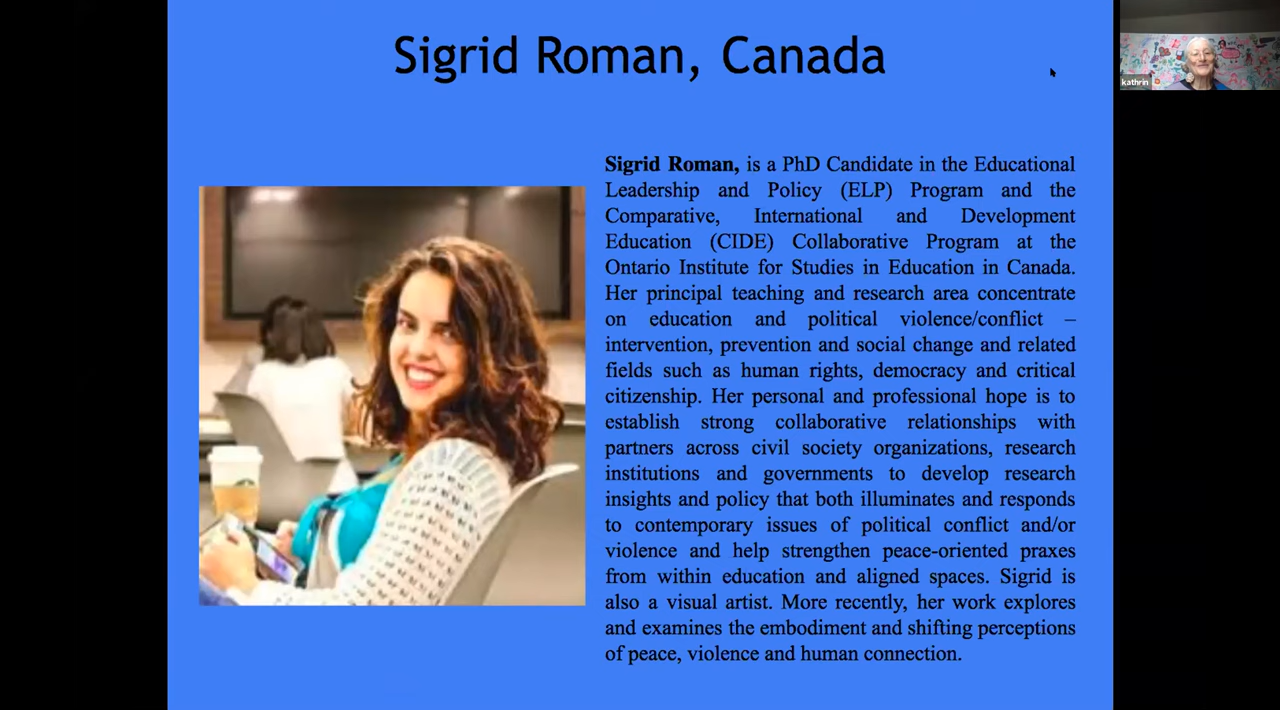 Sigrid Roman, Canada
kathrin
Sigrid Roman, is a PhD Candidate in the Educational
Leadership and Policy (ELP) Program and the
Comparative, International and Development
Education (CIDE) Collaborative Program at the
Ontario Institute for Studies in Education in Canada.
Her principal teaching and research area concentrate
on education and political violence/conflict –
intervention, prevention and social change and related
fields such as human rights, democracy and critical
citizenship. Her personal and professional hope is to
establish strong collaborative relationships with
partners across civil society organizations, research
institutions and governments to develop research
insights and policy that both illuminates and responds
to contemporary issues of political conflict and/or
violence and help strengthen peace-oriented praxes
from within education and aligned spaces. Sigrid is
also a visual artist. More recently, her work explores
and examines the embodiment and shifting perceptions
of peace, violence and human connection.